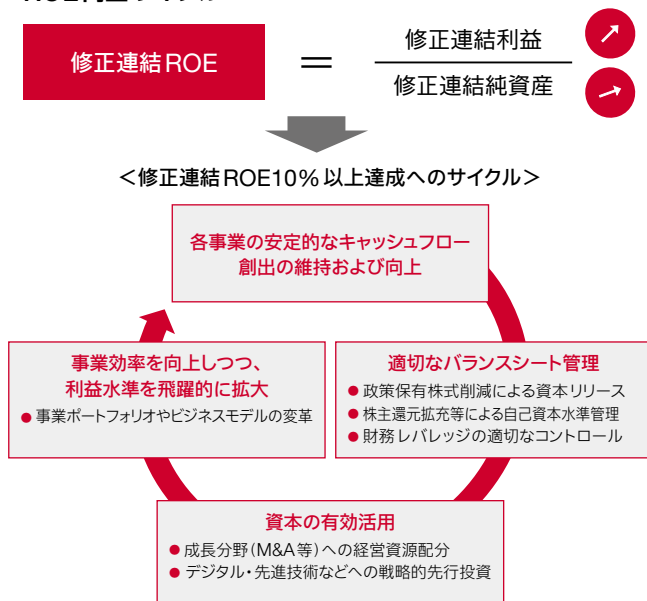 修正連結ROE
＝
修正連結利益
修正連結純資産
＜修正連結ROE10％以上達成へのサイクル＞
各事業の安定的なキャッシュフロー
創出の維持および向上
事業効率を向上しつつ、
利益水準を飛躍的に拡大
●事業ポートフォリオやビジネスモデルの変革
適切なバランスシート管理
●政策保有株式削減による資本リリース
●株主還元拡充等による自己資本水準管理
●財務レバレッジの適切なコントロール
資本の有効活用
●成長分野(M&A等)への経営資源配分
●デジタル・先進技術などへの戦略的先行投資